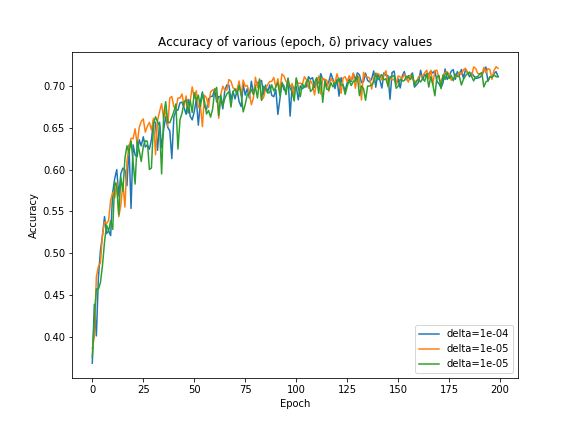 Accuracy of various (epoch, δ) privacy values
Accuracy
0.70
0.65
0.60
0.55
0.50
0.45
0.40
0
25
50
75
100
125
150
175
200
Epoch
delta=1e-04
delta=1e-05
delta=1e-05